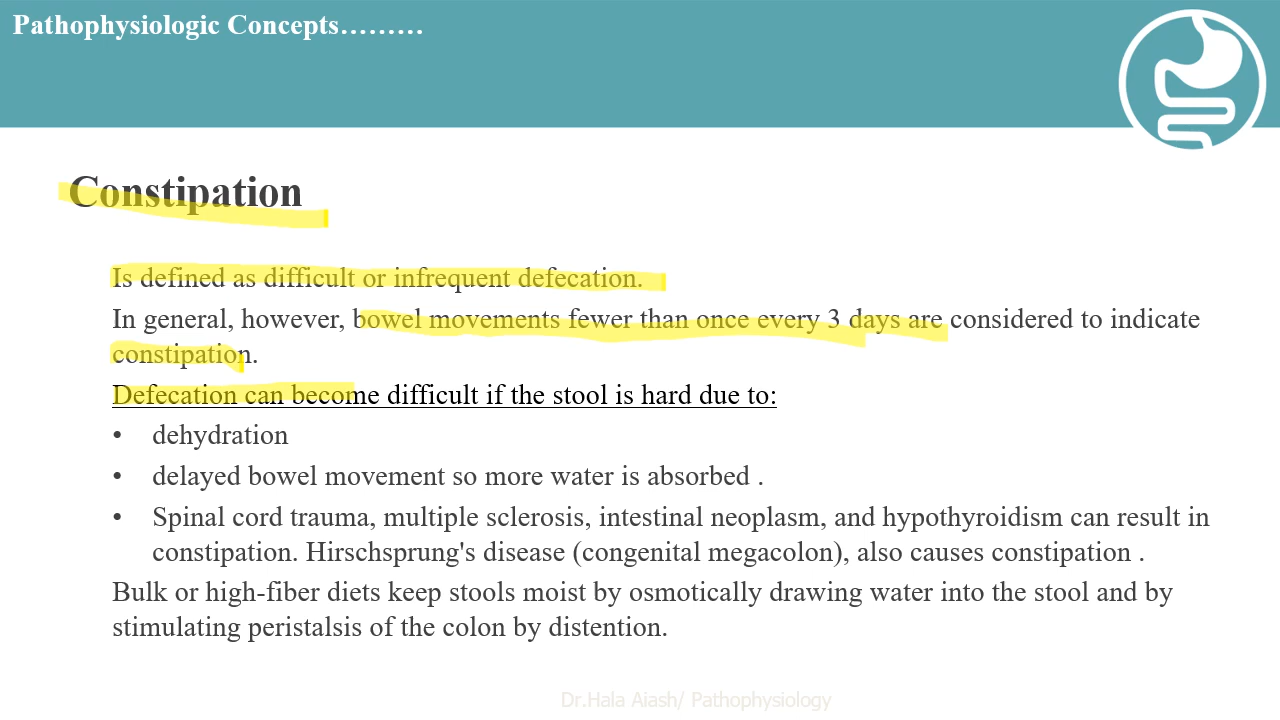 Pathophysiologic Concepts………
Constipation
Is defined as difficult or infrequent defecation.
In general, however, bowel movements fewer than once every 3 days are considered to indicate
constipation.
Defecation can become difficult if the stool is hard due to:
• dehydration
• delayed bowel movement so more water is absorbed .
• Spinal cord trauma, multiple sclerosis, intestinal neoplasm, and hypothyroidism can result in
constipation. Hirschsprung's disease (congenital megacolon), also causes constipation .
Bulk or high-fiber diets keep stools moist by osmotically drawing water into the stool and by
stimulating peristalsis of the colon by distention.
Dr.Hala Aiash/ Pathophysiology